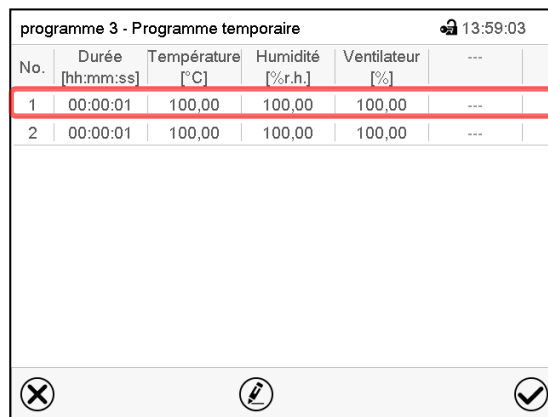 programme 3 - Programme temporaire 13:59:03
No. Durée [hh:mm:ss] Température [°C] Humidité [%r.h.] Ventilateur [%] ---
1 00:00:01 100,00 100,00 100,00 ---
2 00:00:01 100,00 100,00 100,00 ---